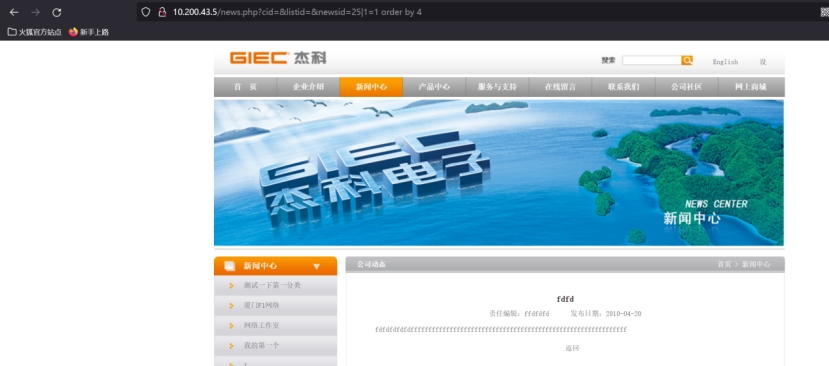 10.200.43.5/news.php?cid=&listid=&newsid=25|1=1 order by 4
火狐官方站点 新手上路
GIEC 杰科
搜索 English 设
首 页 企业介绍 新闻中心 产品中心 服务与支持 在线留言 联系我们 公司社区 网上商城
GIEC
杰科电子
NEWS CENTER
新闻中心
新闻中心
公司动态 首页 > 新闻中心
测试一下第一分类
厦门F1网络
网络工作室
我的第一个
fdfd
责任编辑：ffdfdfd 发布日期：2010-04-20
返回